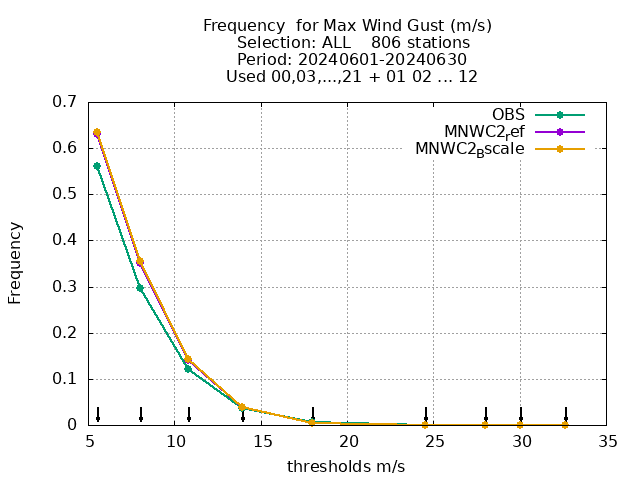 Frequency  for Max Wind Gust (m/s)
Selection: ALL    806 stations
Period: 20240601-20240630
Used 00,03,...,21 + 01 02 ... 12
0.7
0.6
0.5
0.4
0.3
0.2
0.1
0
Frequency
OBS
MNWC2ref
MNWC2Bscale
5 10 15 20 25 30 35
thresholds m/s